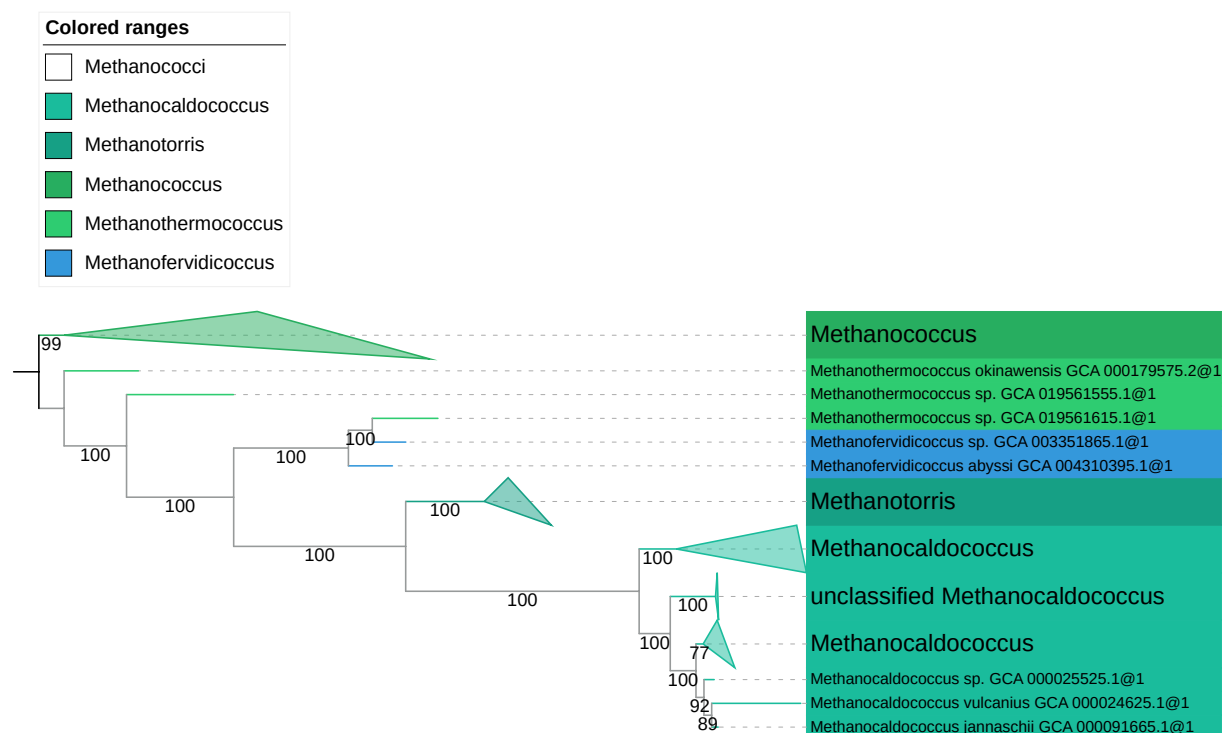 Colored ranges
Methanococci
Methanocaldococcus
Methanotorris
Methanococcus
Methanothermococcus
Methanofervidicoccus
99
Methanococcus
Methanothermococcus okinawensis GCA 000179575.2@1
Methanothermococcus sp. GCA 019561555.1@1
Methanothermococcus sp. GCA 019561615.1@1
100
Methanofervidicoccus sp. GCA 003351865.1@1
100
100
Methanofervidicoccus abyssi GCA 004310395.1@1
Methanotorris
100
100
100
Methanocaldococcus
100
unclassified Methanocaldococcus
100
100
Methanocaldococcus
100
77
Methanocaldococcus sp. GCA 000025525.1@1
100
Methanocaldococcus vulcanius GCA 000024625.1@1
92
Methanocaldococcus jannaschii GCA 000091665.1@1
89